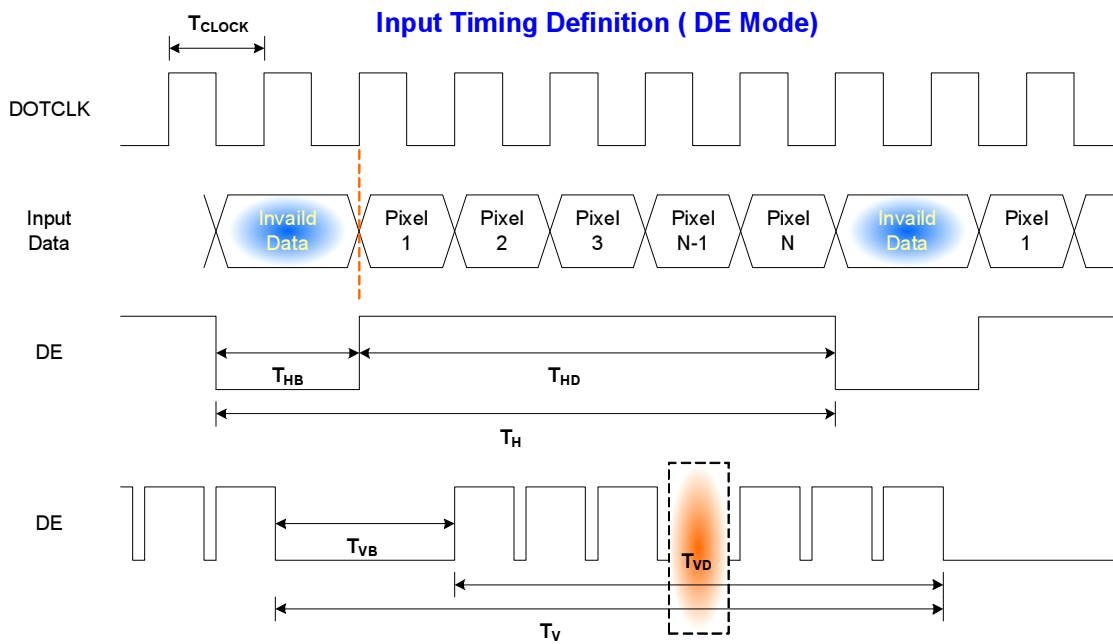 Input Timing Definition ( DE Mode)
TCLOCK
DOTCLK
Input
Data
Invaild
Data
Pixel
1
Pixel
2
Pixel
3
Pixel
N-1
Pixel
N
Invaild
Data
Pixel
1
DE
THB
THD
TH
DE
TVB
TVD
TV